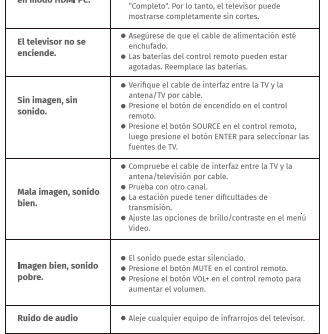 en modo HDMI PC.
"Completo". Por lo tanto, el televisor puede
mostrarse completamente sin cortes.
El televisor no se
enciende.
● Asegúrese de que el cable de alimentación esté
enchufado.
● Las baterías del control remoto pueden estar
agotadas. Reemplace las baterías.
Sin imagen, sin
sonido.
● Verifique el cable de interfaz entre la TV y la
antena/TV por cable.
● Presione el botón de encendido en el control
remoto.
● Presione el botón SOURCE en el control remoto,
luego presione el botón ENTER para seleccionar las
fuentes de TV.
Mala imagen, sonido
bien.
● Compruebe el cable de interfaz entre la TV y la
antena/televisión por cable.
● Prueba con otro canal.
● La estación puede tener dificultades de
transmisión.
● Ajuste las opciones de brillo/contraste en el menú
Video.
Imagen bien, sonido
pobre.
● El sonido puede estar silenciado.
● Presione el botón MUTE en el control remoto.
● Presione el botón VOL+ en el control remoto para
aumentar el volumen.
Ruido de audio
● Aleje cualquier equipo de infrarrojos del televisor.